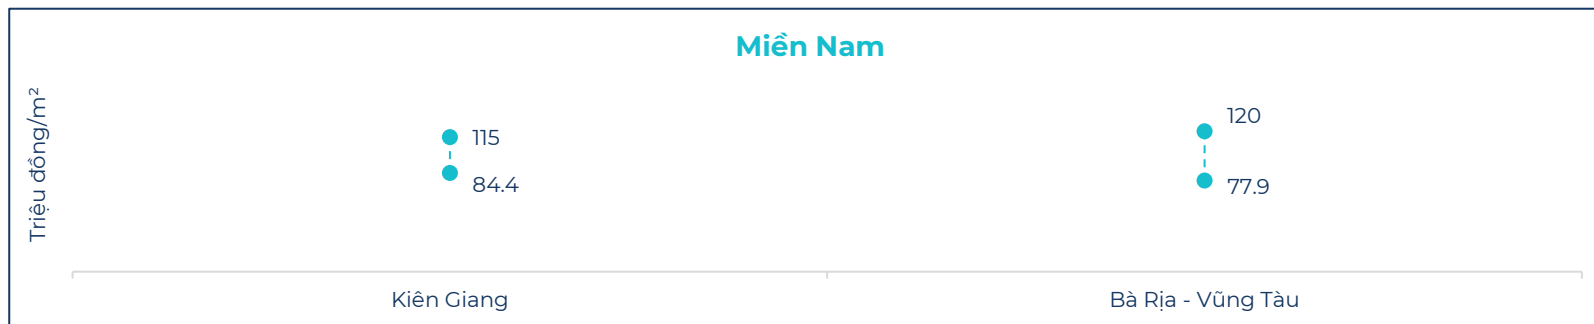 Miền Nam
Triệu đồng/m²
115
84.4
120
77.9
Kiên Giang
Bà Rịa - Vũng Tàu